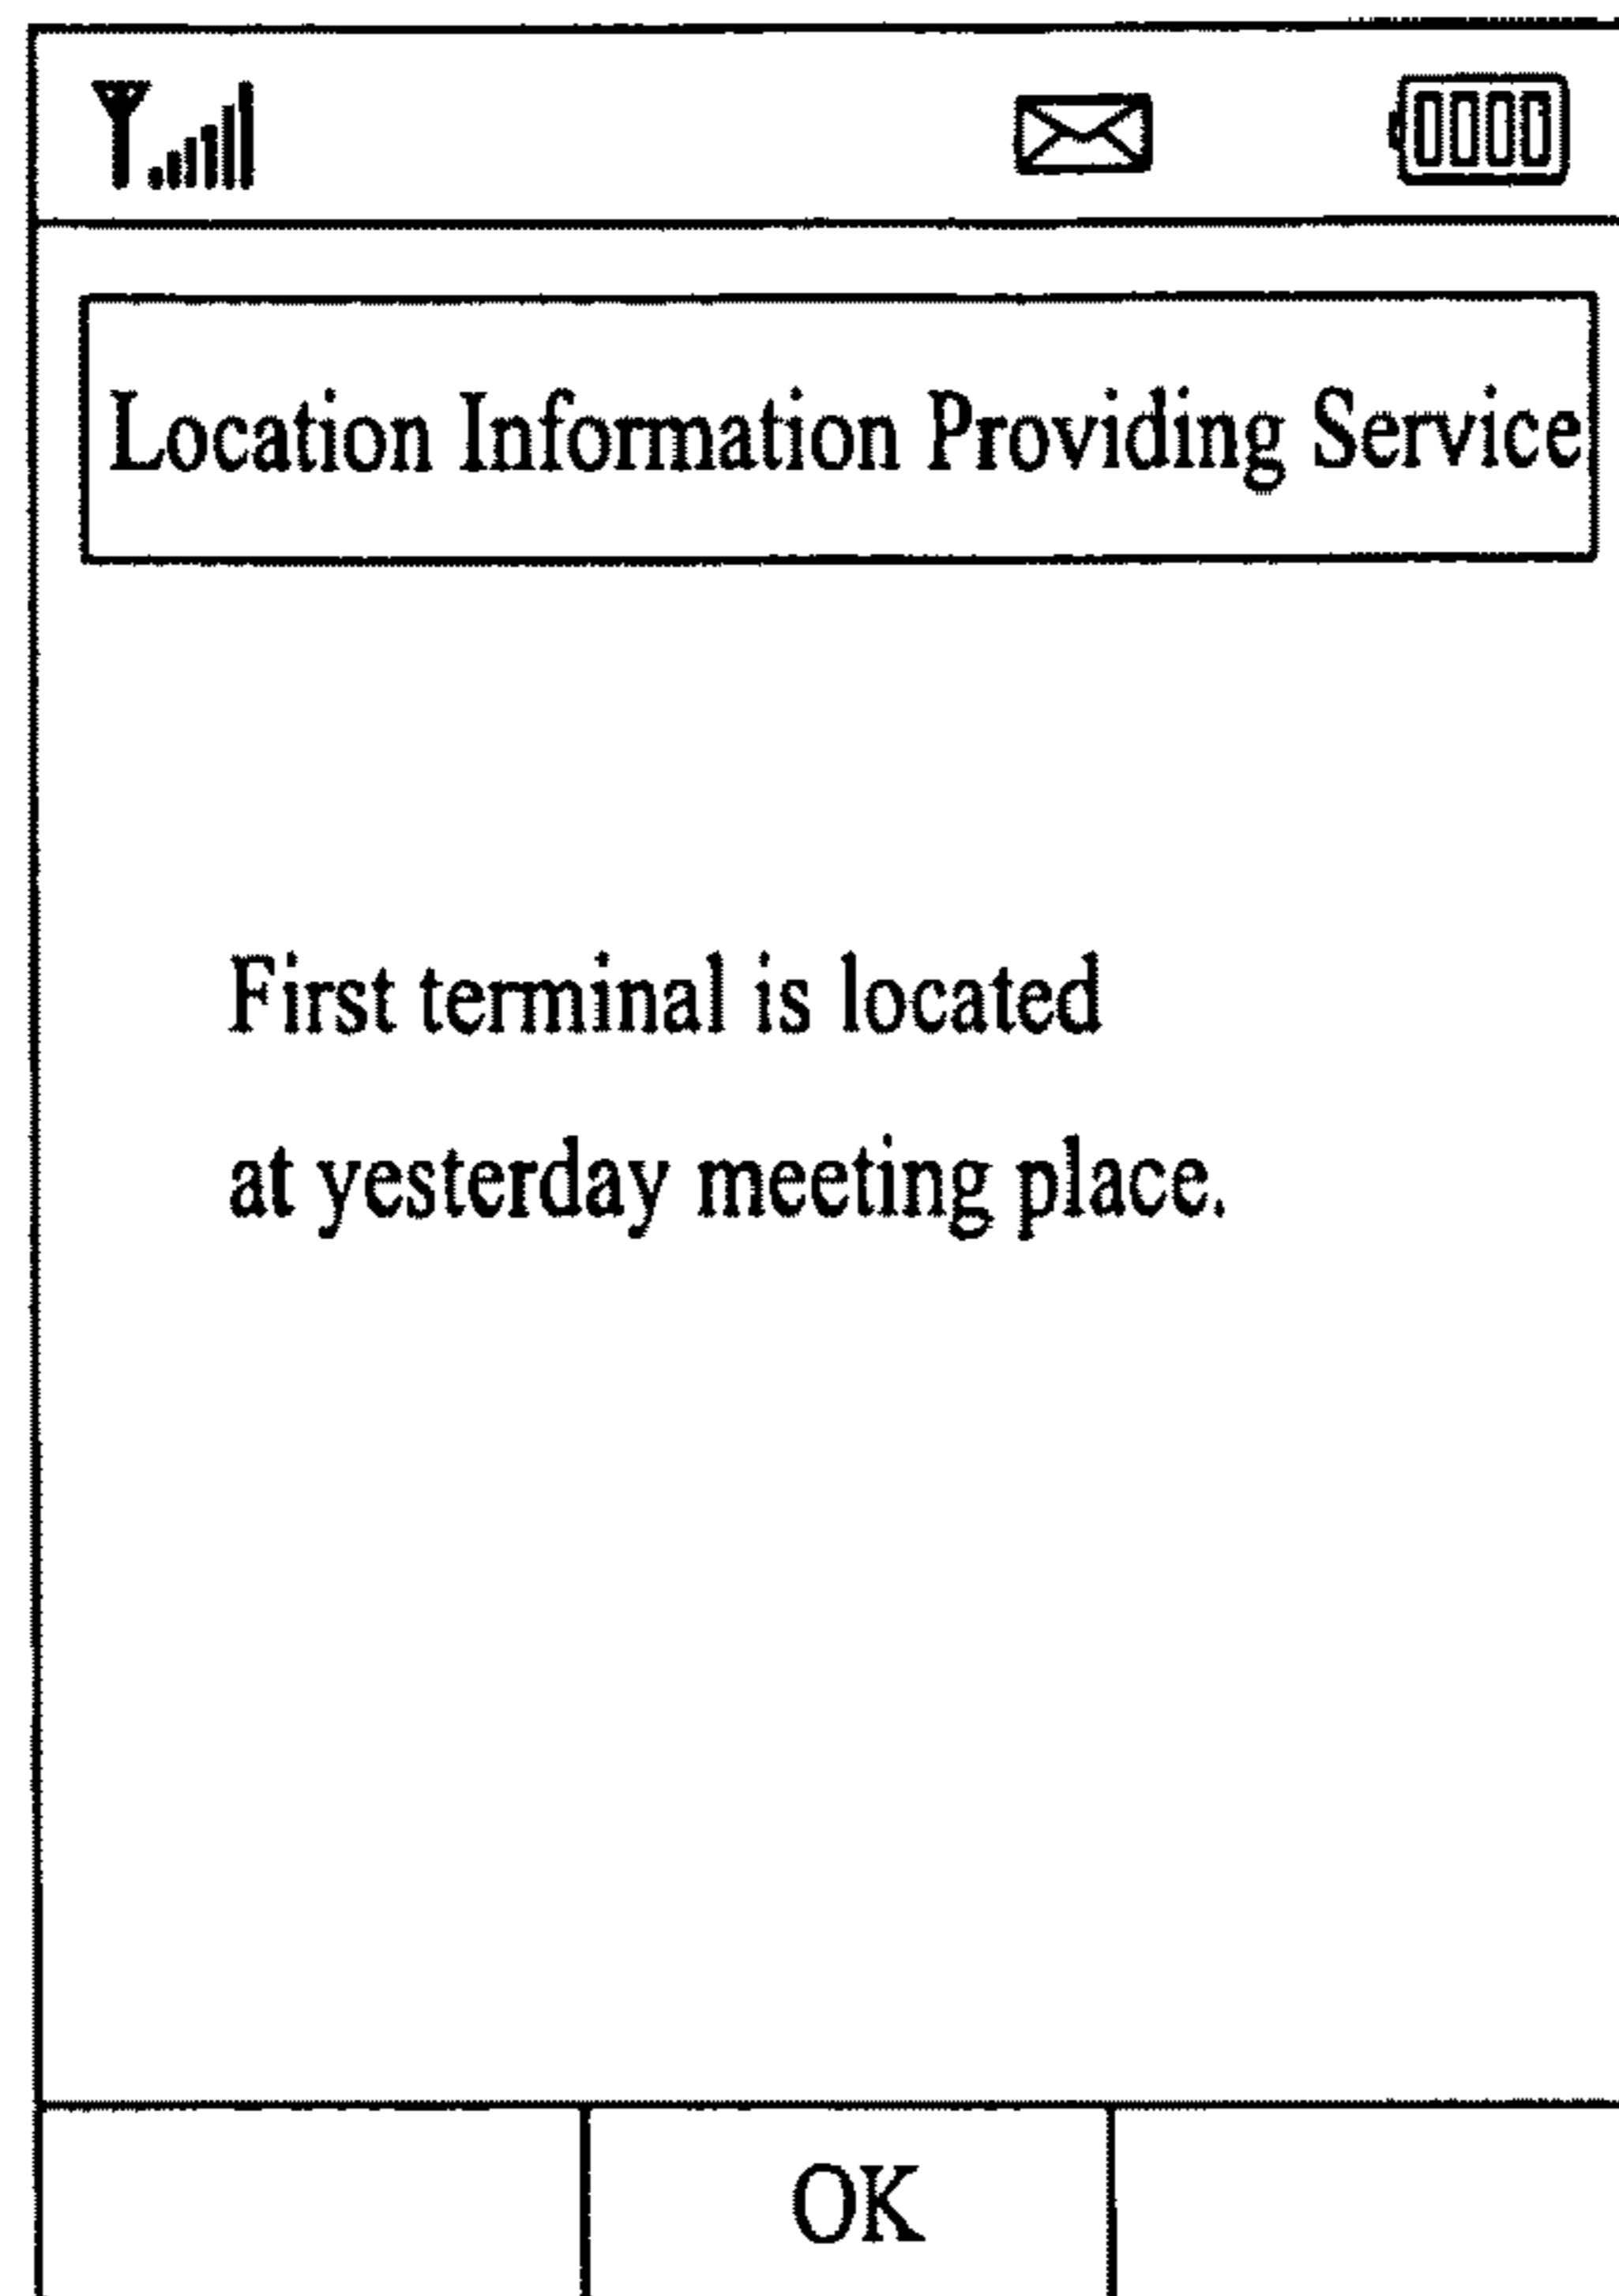 Location Information Providing Service
First terminal is located
at yesterday meeting place.
OK